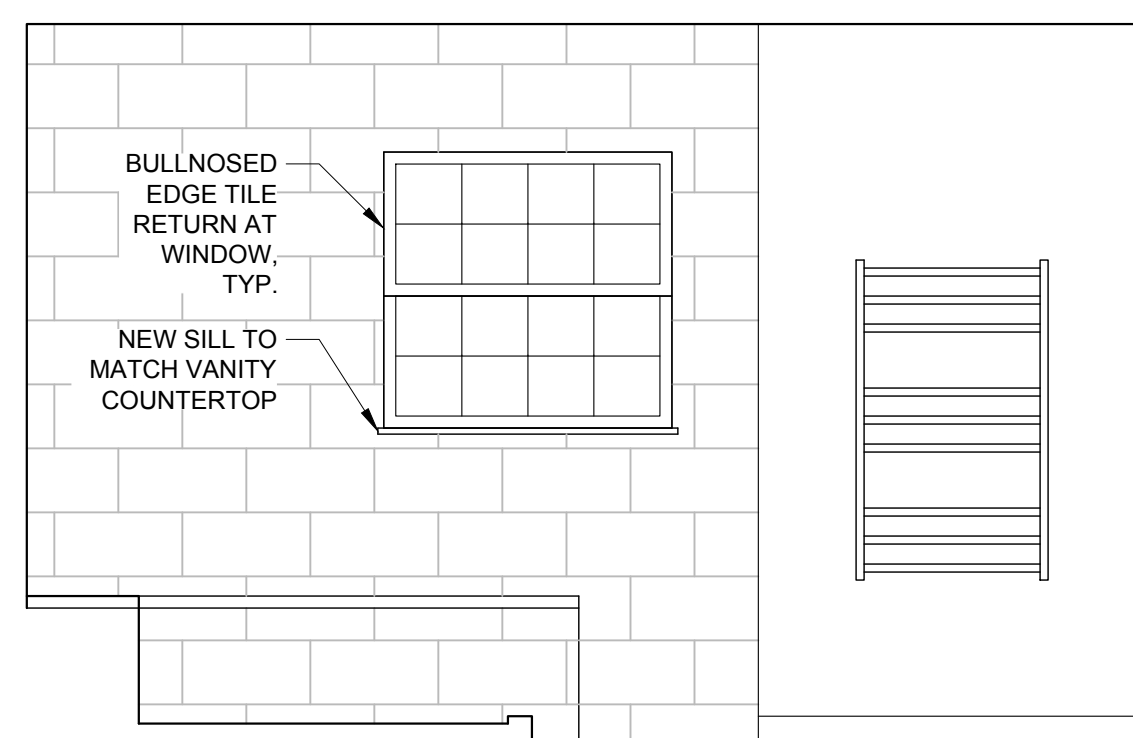 BULLNOSED
EDGE TILE
RETURN AT
WINDOW,
TYP.
NEW SILL TO
MATCH VANITY
COUNTERTOP